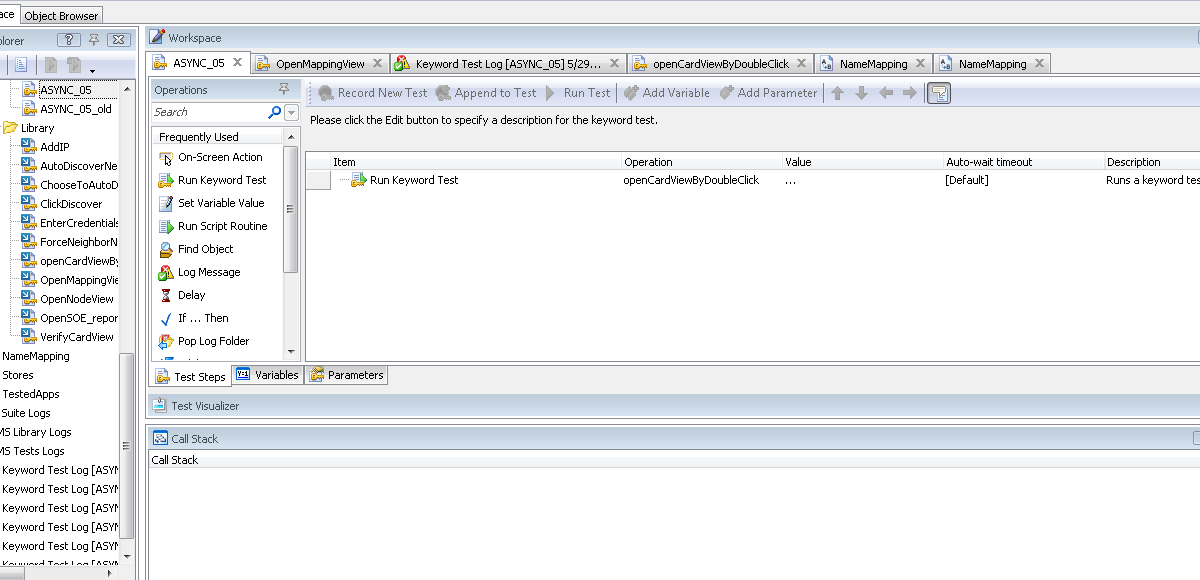 ace Object Browser
lorer
ASYNC_05
ASYNC_05_old
Library
AddIP
AutoDiscoverNe
ChooseToAutoD
ClickDiscover
EnterCredentials
ForceNeighborN
openCardViewBy
OpenMappingVie
OpenNodeView
OpenSOE_repor
VerifyCardView
NameMapping
Stores
TestedApps
Suite Logs
MS Library Logs
MS Tests Logs
Keyword Test Log [ASYN
Keyword Test Log [ASYN
Keyword Test Log [ASYN
Keyword Test Log [ASYN
Keyword Test Log [ASYN
Keyword Test Log [ASYN
Workspace
ASYNC_05 OpenMappingView Keyword Test Log [ASYNC_05] 5/29... openCardViewByDoubleClick NameMapping NameMapping
Operations
Search
Frequently Used
On-Screen Action
Run Keyword Test
Set Variable Value
Run Script Routine
Find Object
Log Message
Delay
If ... Then
Pop Log Folder
Record New Test Append to Test Run Test Add Variable Add Parameter
Please click the Edit button to specify a description for the keyword test.
Item Operation Value Auto-wait timeout Description
Run Keyword Test openCardViewByDoubleClick ... [Default] Runs a keyword tes
Test Steps Variables Parameters
Test Visualizer
Call Stack
Call Stack